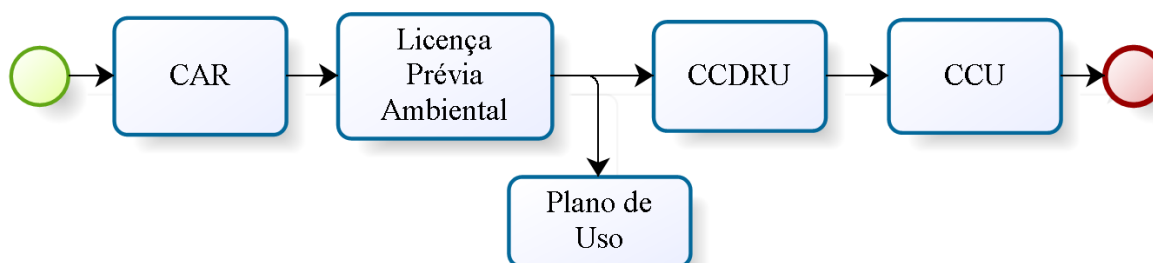 CAR
Licença
Prévia
Ambiental
CCDRU
CCU
Plano de
Uso